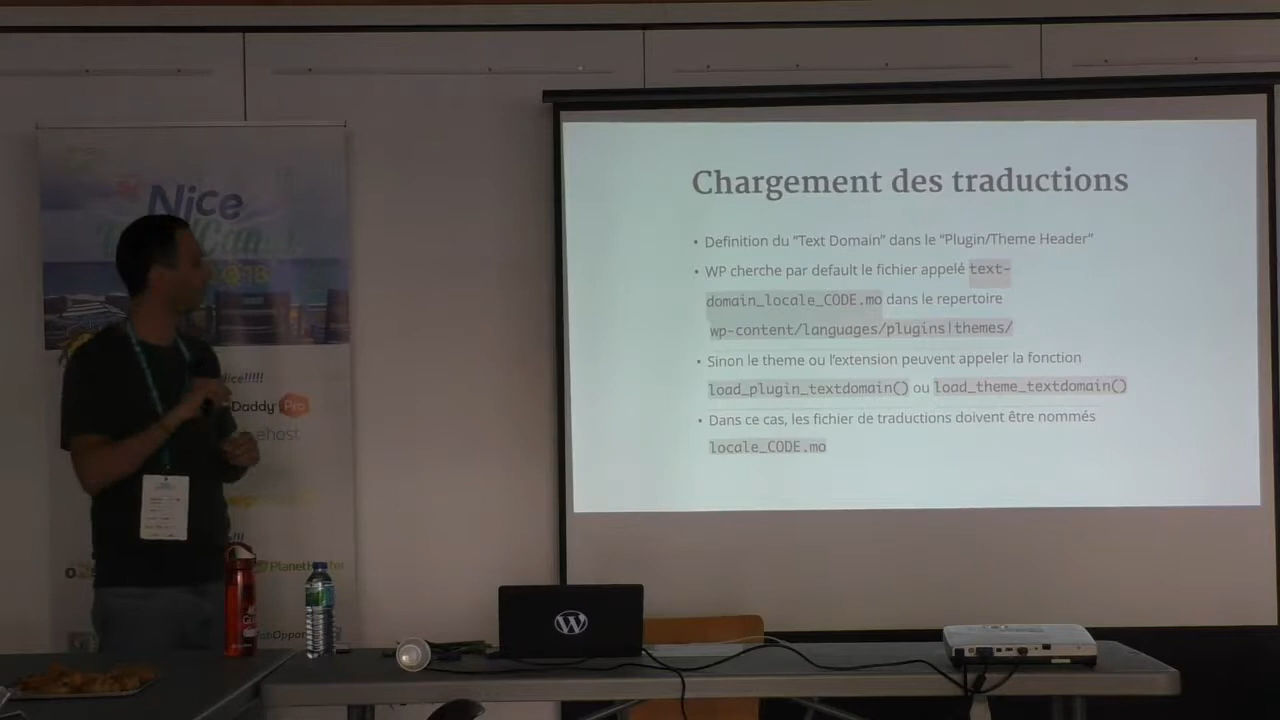 Nice
2018
Chargement des traductions
• Definition du “Text Domain” dans le “Plugin/Theme Header”
• WP cherche par default le fichier appelé text-
domain_locale_CODE.mo dans le repertoire
wp-content/languages/plugins|themes/
• Sinon le theme ou l’extension peuvent appeler la fonction
load_plugin_textdomain() ou load_theme_textdomain()
• Dans ce cas, les fichier de traductions doivent être nommés
locale_CODE.mo
Daddy Pro